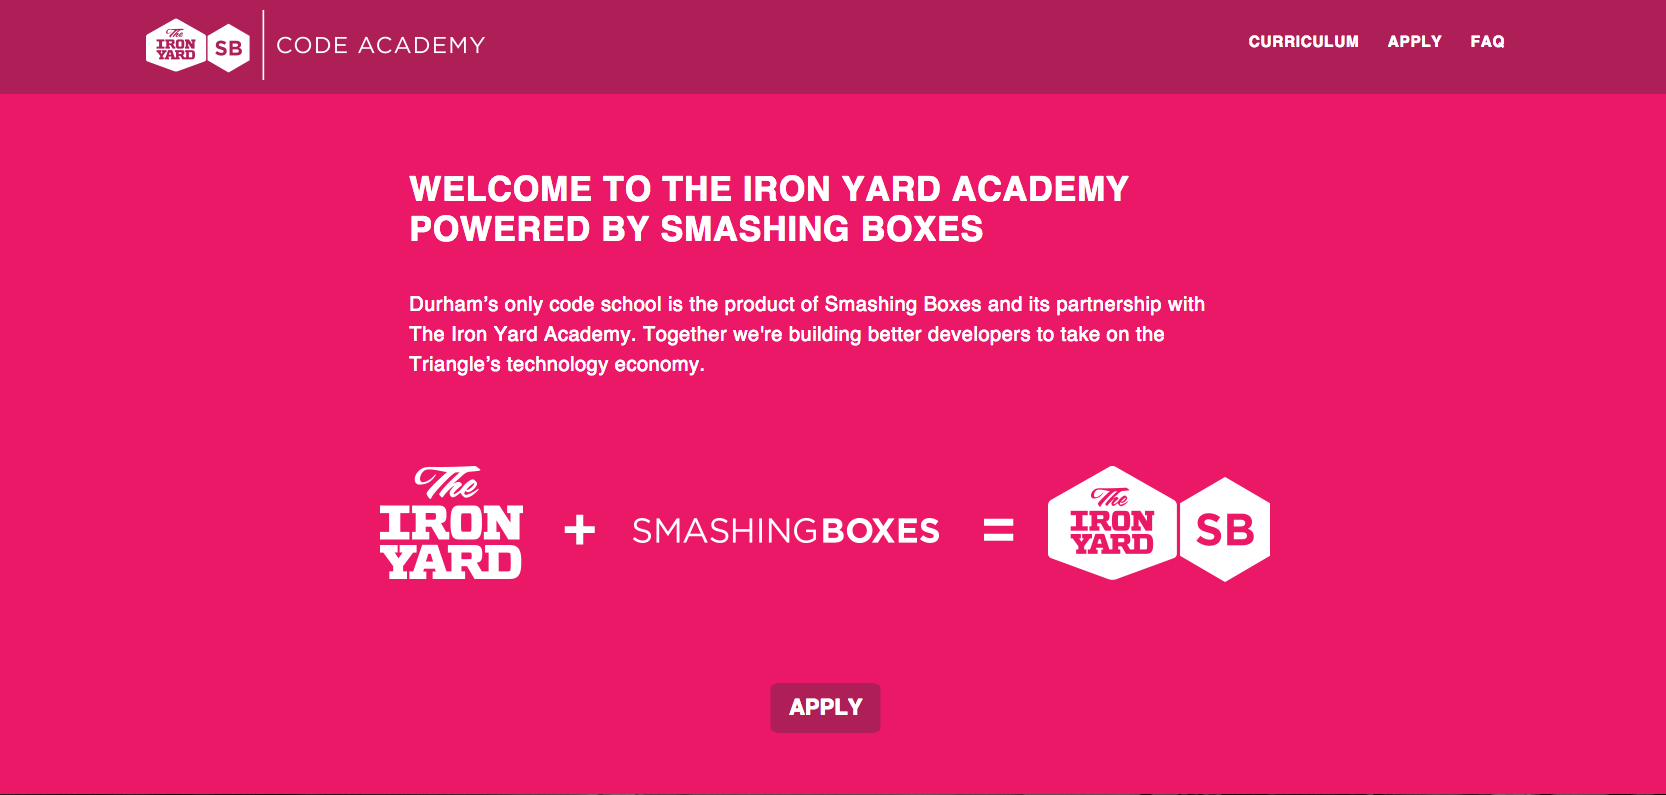 The
IRON
YARD
SB
CODE ACADEMY
CURRICULUM APPLY FAQ
WELCOME TO THE IRON YARD ACADEMY
POWERED BY SMASHING BOXES
Durham’s only code school is the product of Smashing Boxes and its partnership with
The Iron Yard Academy. Together we're building better developers to take on the
Triangle’s technology economy.
The
IRON
YARD
+
SMASHINGBOXES
=
The
IRON
YARD
SB
APPLY